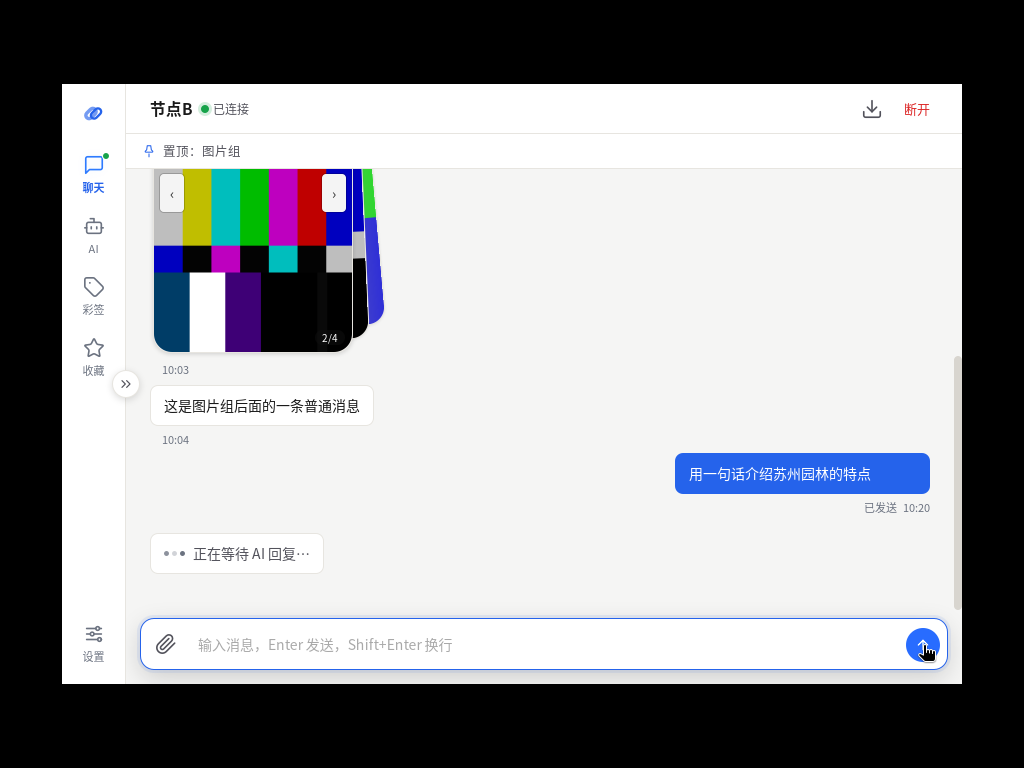 节点B 已连接 断开
置顶：图片组
聊天
AI
彩签
收藏
设置
‹ ›
2/4
10:03
这是图片组后面的一条普通消息
10:04
用一句话介绍苏州园林的特点
已发送 10:20
正在等待 AI 回复…
输入消息，Enter 发送，Shift+Enter 换行